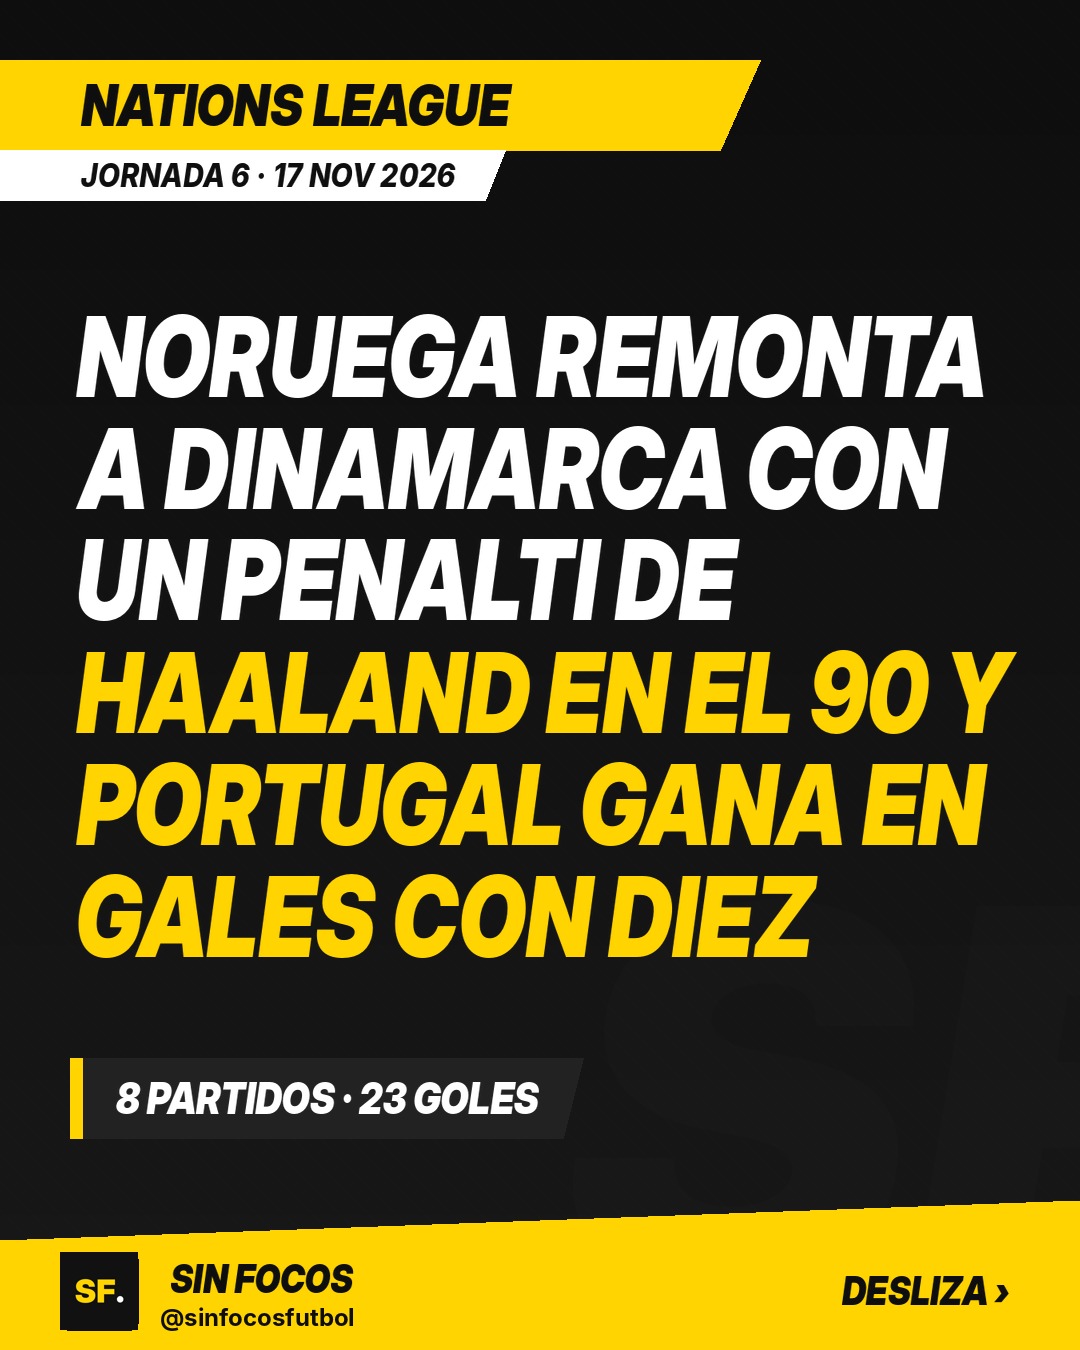 NATIONS LEAGUE
JORNADA 6 · 17 NOV 2026
NORUEGA REMONTA
A DINAMARCA CON
UN PENALTI DE
HAALAND EN EL 90 Y
PORTUGAL GANA EN
GALES CON DIEZ
8 PARTIDOS · 23 GOLES
SF.
SIN FOCOS
@sinfocosfutbol
DESLIZA ›
SF